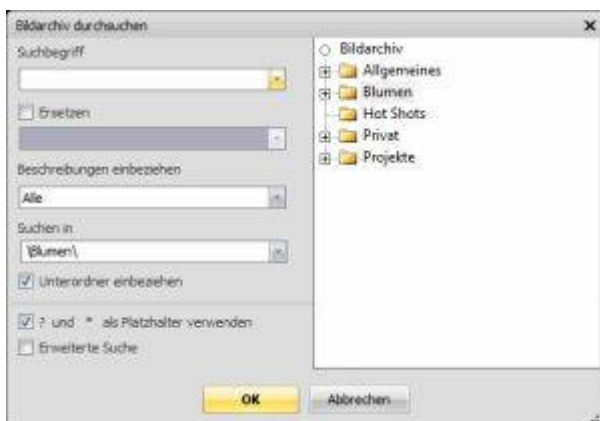 Bildarchiv durchsuchen
Suchbegriff
Ersetzen
Beschreibungen einbeziehen
Alle
Suchen in
\Blumen\
Unterordner einbeziehen
? und * als Platzhalter verwenden
Erweiterte Suche
Bildarchiv
Allgemeines
Blumen
Hot Shots
Privat
Projekte
OK
Abbrechen